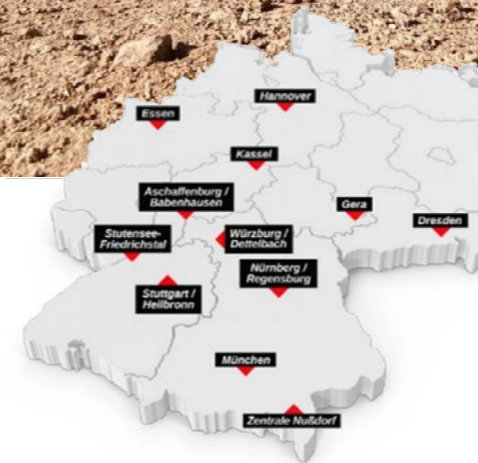 Hannover
Essen
Kassel
Aschaffenburg /
Babenhausen
Gera
Dresden
Stutensee-
Friedrichstal
Würzburg /
Dettelbach
Nürnberg /
Regensburg
Stuttgart /
Heilbronn
München
Zentrale Nußdorf